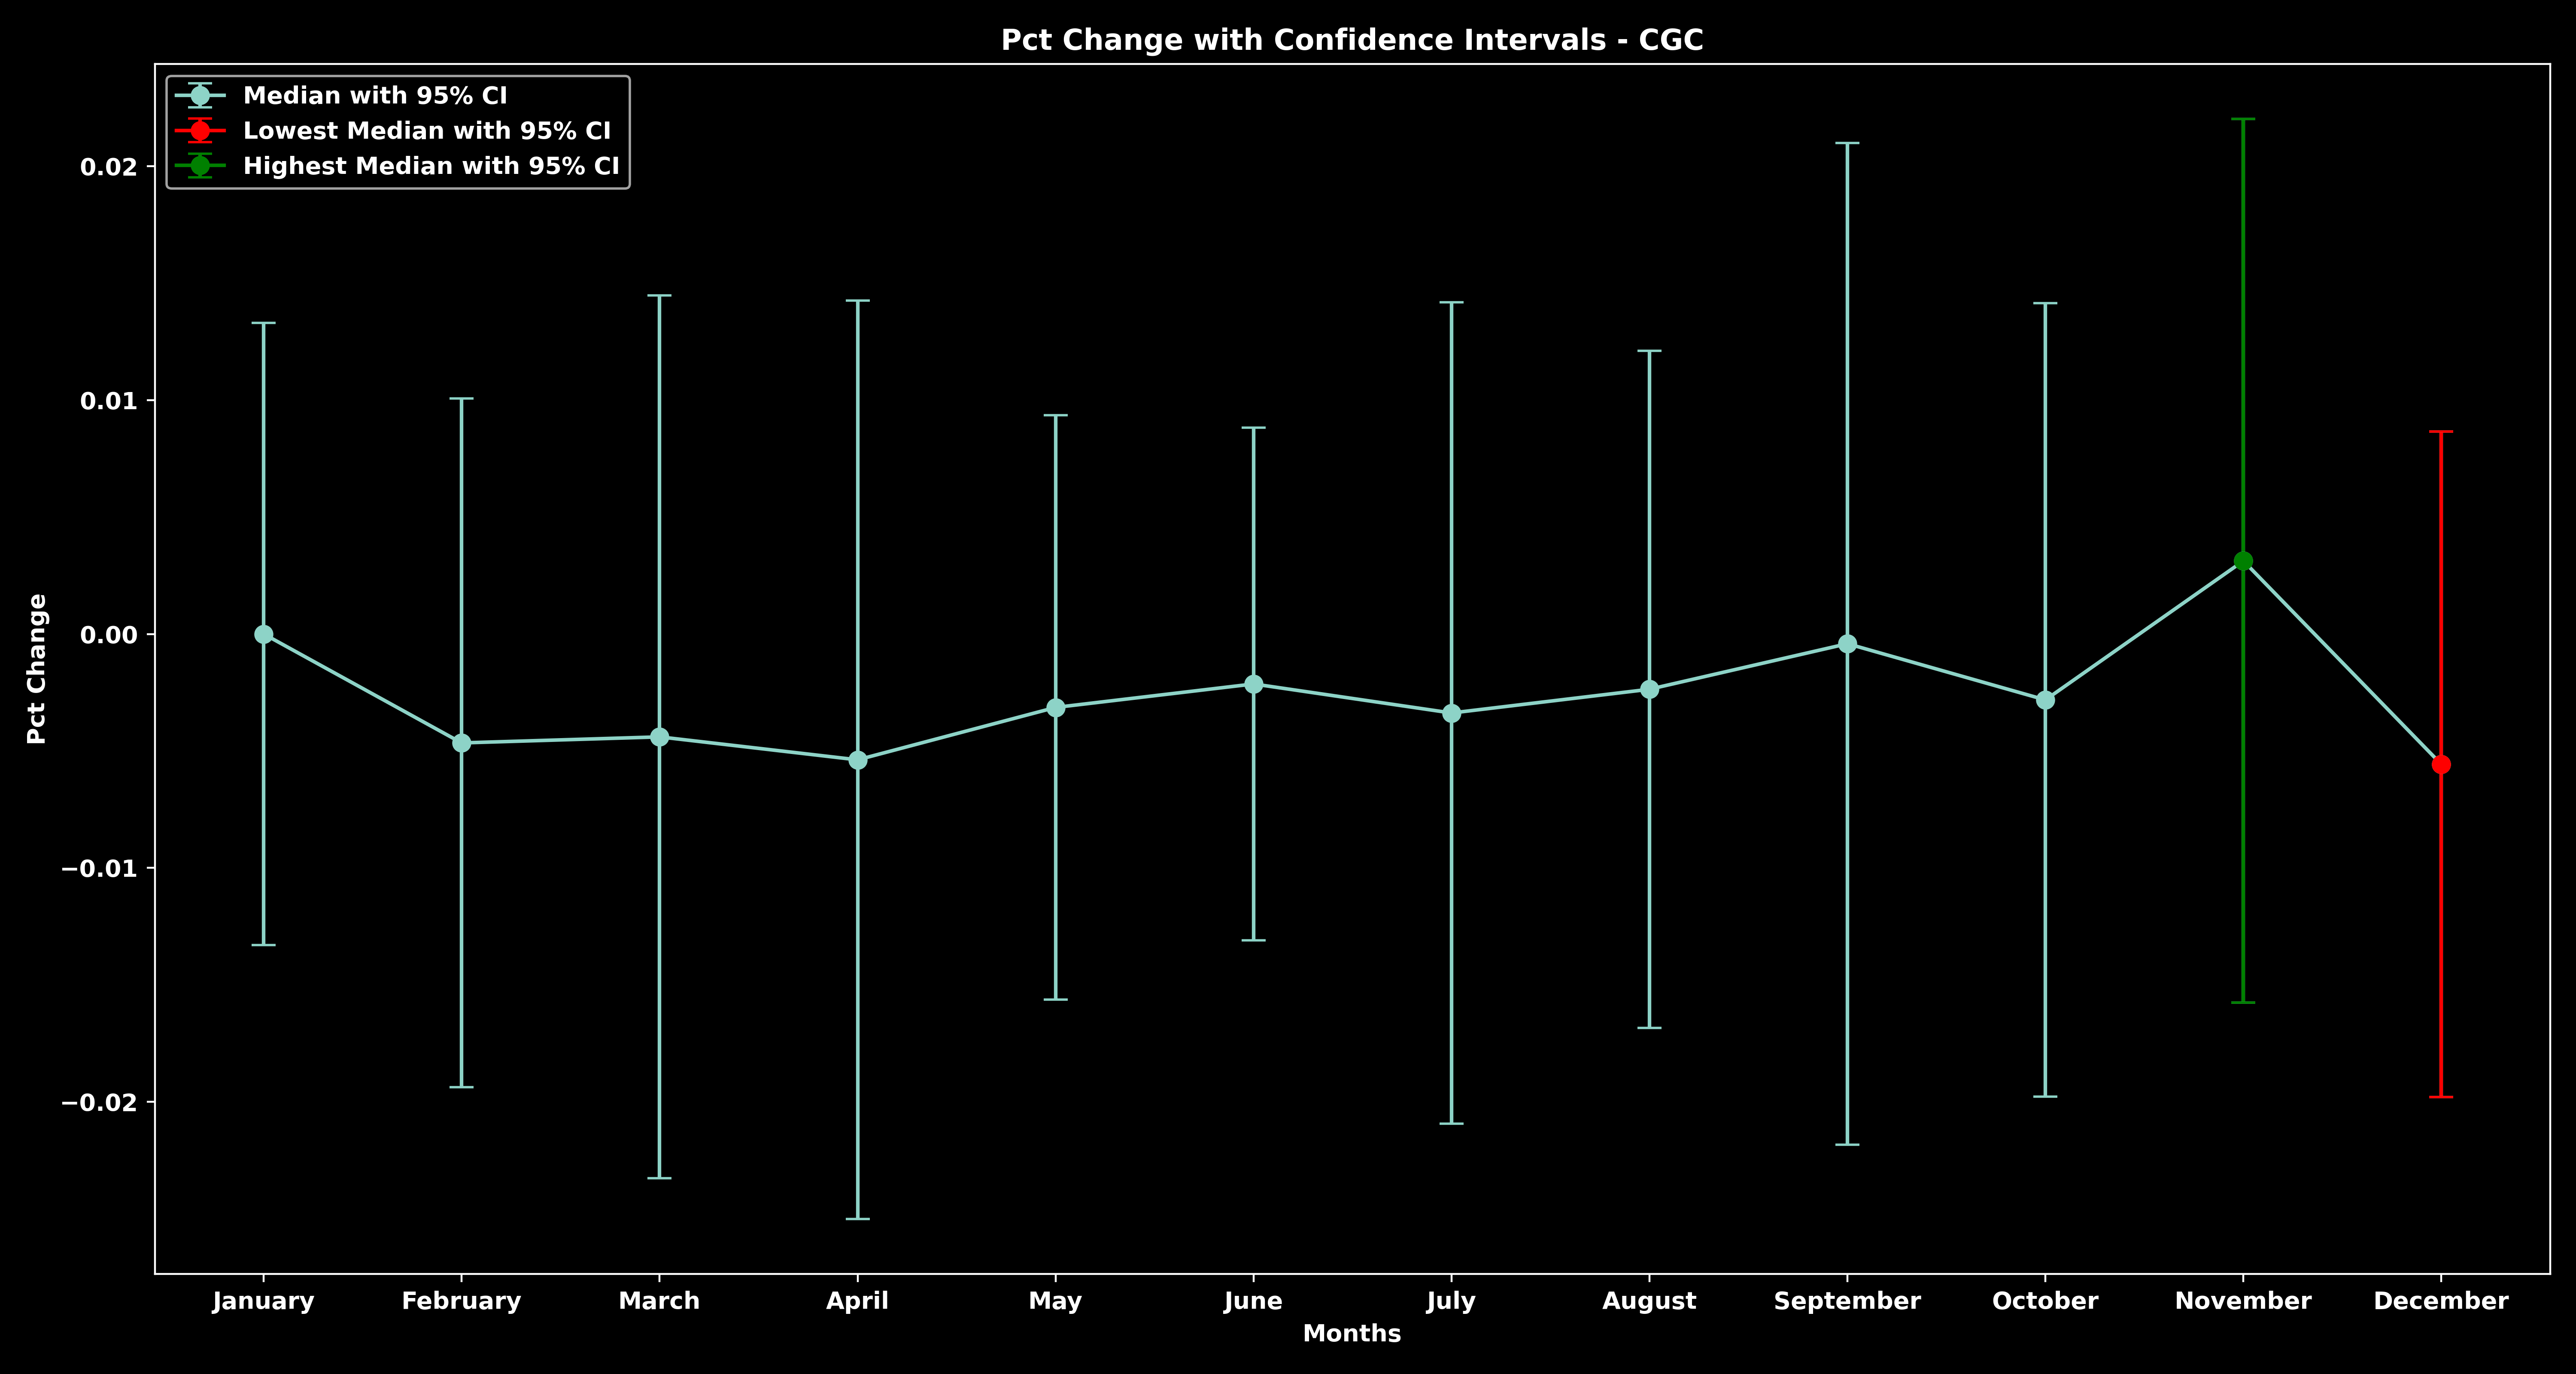 Pct Change with Confidence Intervals - CGC
Median with 95% CI
Lowest Median with 95% CI
Highest Median with 95% CI
0.02
0.01
0.00
−0.01
−0.02
Pct Change
January February March April May June July August September October November December
Months